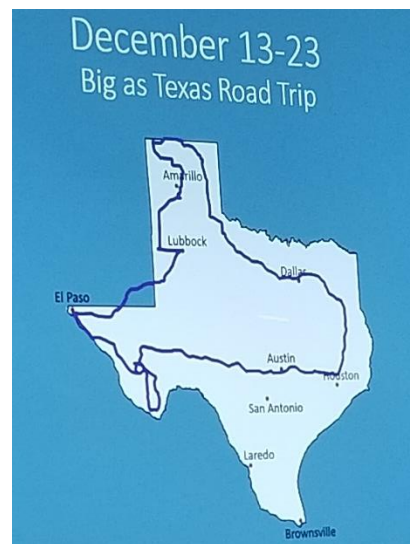 December 13-23
Big as Texas Road Trip
Amarillo
Lubbock
Dallas
El Paso
Austin
Houston
San Antonio
Laredo
Brownsville